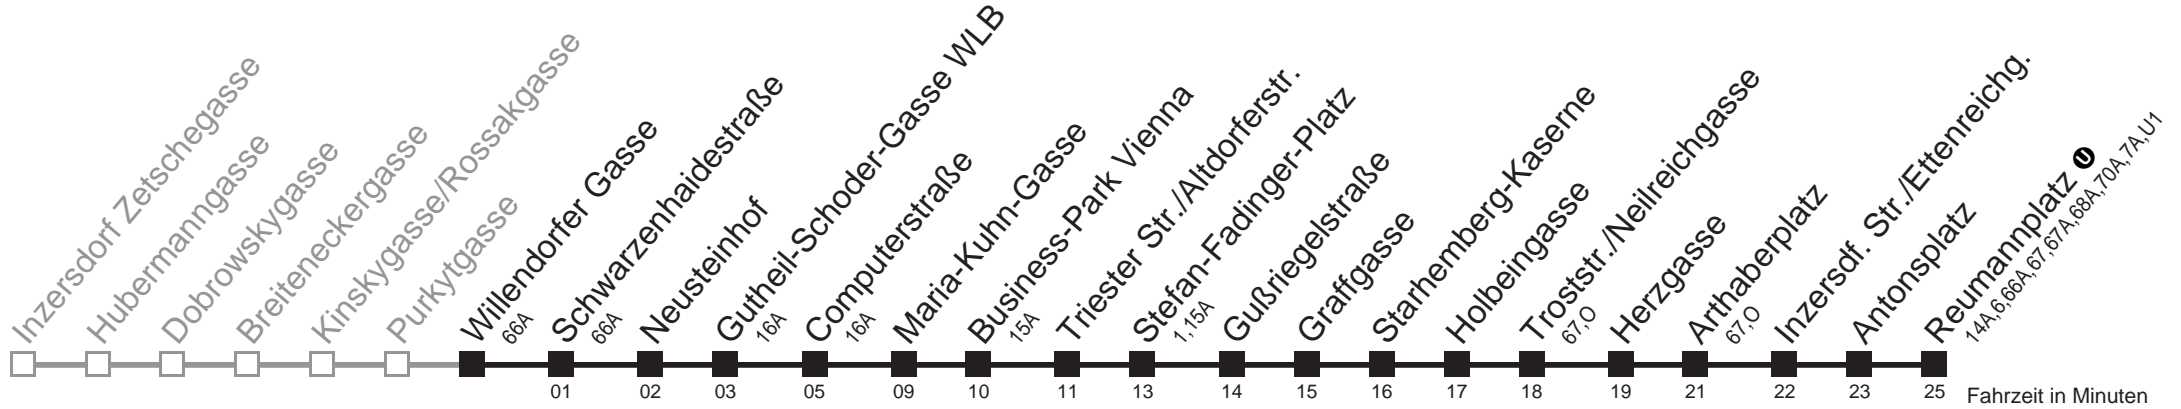 Inzersdorf Zetschegasse
Hubermanngasse
Dobrowskygasse
Breiteneckergasse
Kinskygasse/Rossakgasse
Purkytgasse
Willendorfer Gasse
66A
Schwarzenhaidestraße
66A
Neusteinhof
Gutheil-Schoder-Gasse WLB
16A
Computerstraße
16A
Maria-Kuhn-Gasse
Business-Park Vienna
15A
Triester Str./Altdorferstr.
Stefan-Fadinger-Platz
1,15A
Gußriegelstraße
Graffgasse
Starhemberg-Kaserne
Holbeingasse
Troststr./Neilreichgasse
67,O
Herzgasse
Arthaberplatz
67,O
Inzersdf. Str./Ettenreichg.
Antonsplatz
Reumannplatz U
14A,6,66A,67,67A,68A,70A,7A,U1
01 02 03 05 09 10 11 13 14 15 16 17 18 19 21 22 23 25 Fahrzeit in Minuten